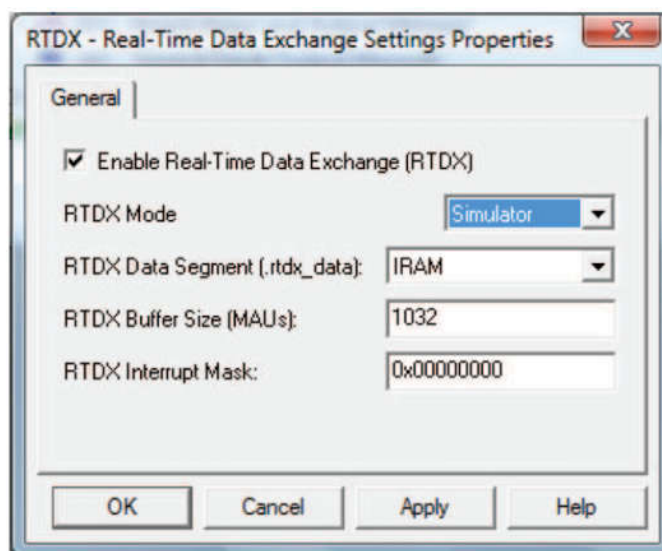 RTDX - Real-Time Data Exchange Settings Properties
General
Enable Real-Time Data Exchange (RTDX)
RTDX Mode Simulator
RTDX Data Segment (.rtdx_data): IRAM
RTDX Buffer Size (MAUs): 1032
RTDX Interrupt Mask: 0x00000000
OK Cancel Apply Help